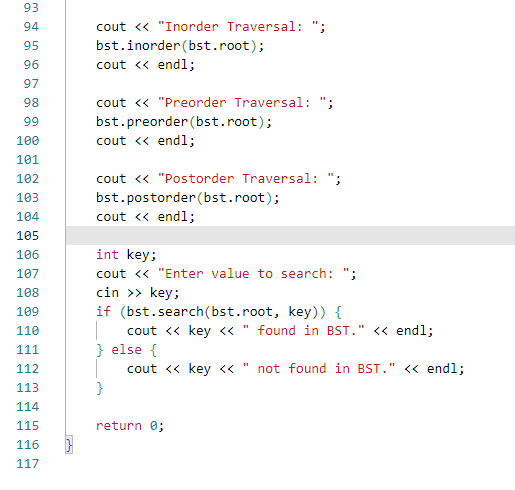 93
94 cout << "Inorder Traversal: ";
95 bst.inorder(bst.root);
96 cout << endl;
97
98 cout << "Preorder Traversal: ";
99 bst.preorder(bst.root);
100 cout << endl;
101
102 cout << "Postorder Traversal: ";
103 bst.postorder(bst.root);
104 cout << endl;
105
106 int key;
107 cout << "Enter value to search: ";
108 cin >> key;
109 if (bst.search(bst.root, key)) {
110 cout << key << " found in BST." << endl;
111 } else {
112 cout << key << " not found in BST." << endl;
113 }
114
115 return 0;
116 }
117